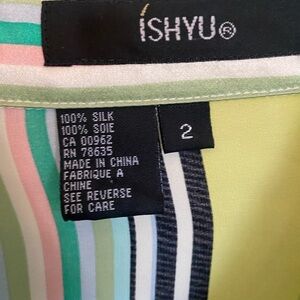 ISHYU®
100% SILK
100% SOIE
CA 00962
RN 78635
MADE IN CHINA
FABRIQUE A
CHINE
SEE REVERSE
FOR CARE
2